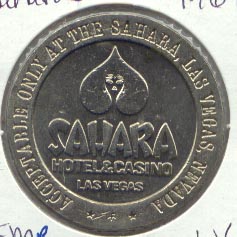 ACCEPTABLE ONLY AT THE SAHARA, LAS VEGAS, NEVADA
SAHARA
HOTEL & CASINO
LAS VEGAS